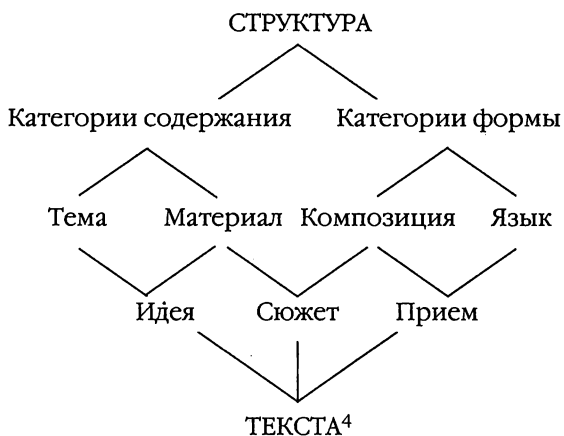 СТРУКТУРА
Категории содержания Категории формы
Тема Материал Композиция Язык
Идея Сюжет Прием
ТЕКСТА⁴